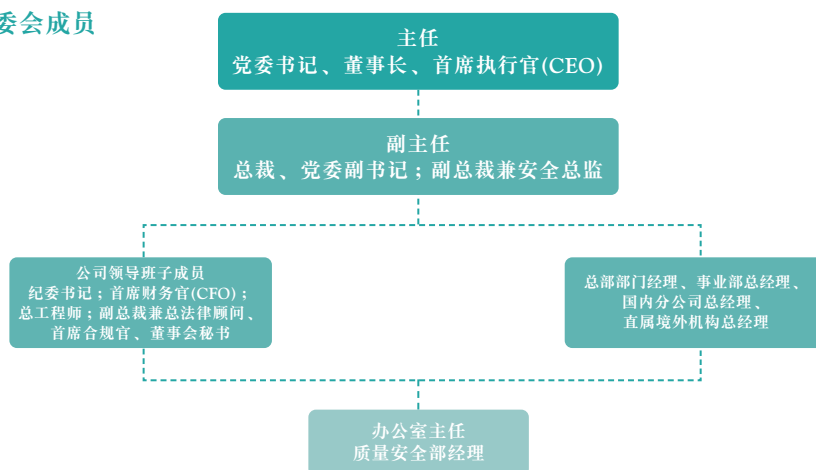 委会成员
主任
党委书记、董事长、首席执行官(CEO)
副主任
总裁、党委副书记；副总裁兼安全总监
公司领导班子成员
纪委书记；首席财务官(CFO)；
总工程师；副总裁兼总法律顾问、
首席合规官、董事会秘书
总部部门经理、事业部总经理、
国内分公司总经理、
直属境外机构总经理
办公室主任
质量安全部经理